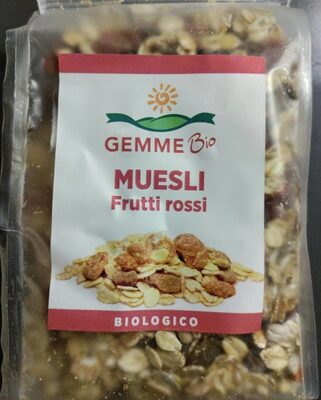 GEMME Bio
MUESLI
Frutti rossi
BIOLOGICO